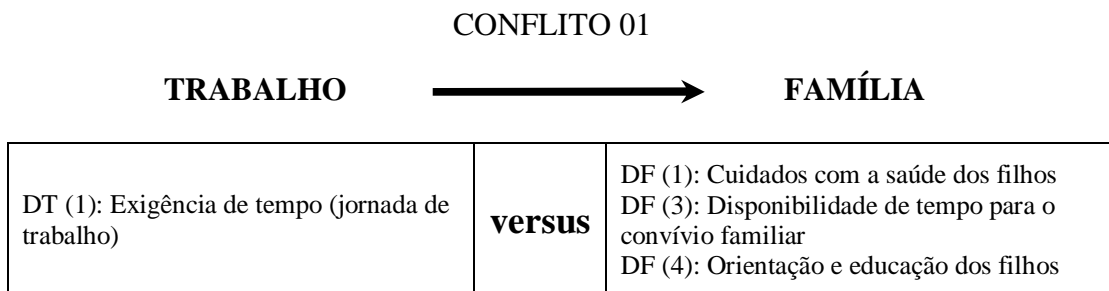 CONFLITO 01
TRABALHO FAMÍLIA
DT (1): Exigência de tempo (jornada de
trabalho)
versus
DF (1): Cuidados com a saúde dos filhos
DF (3): Disponibilidade de tempo para o
convívio familiar
DF (4): Orientação e educação dos filhos